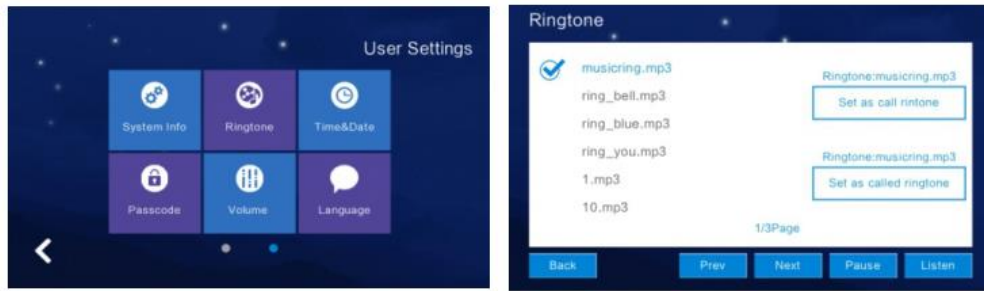 User Settings
System Info
Ringtone
Time&Date
Passcode
Volume
Language
Ringtone
musicring.mp3
ring_bell.mp3
ring_blue.mp3
ring_you.mp3
1.mp3
10.mp3
Ringtone:musicring.mp3
Set as call rintone
Ringtone:musicring.mp3
Set as called ringtone
1/3Page
Back
Prev
Next
Pause
Listen